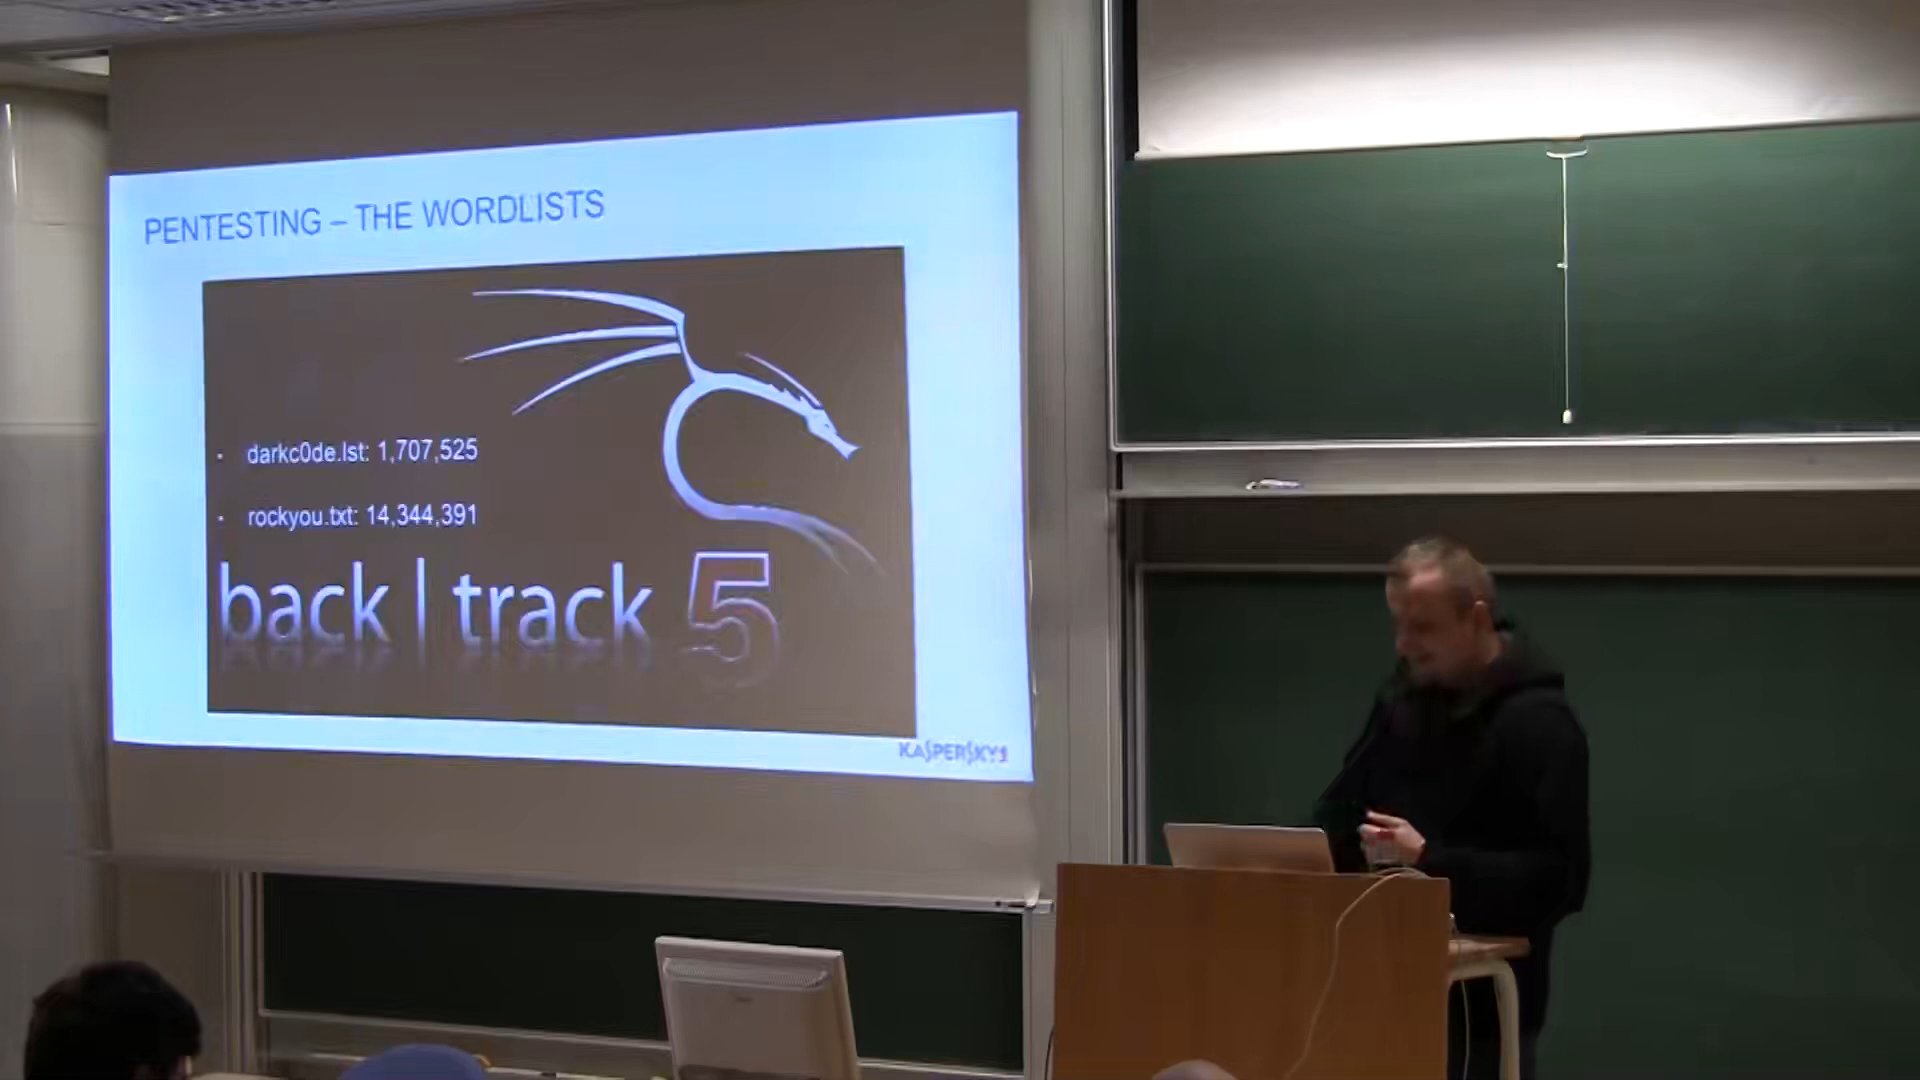 PENTESTING – THE WORDLISTS
- darkc0de.lst: 1,707,525
- rockyou.txt: 14,344,391
back | track 5
KASPERSKY